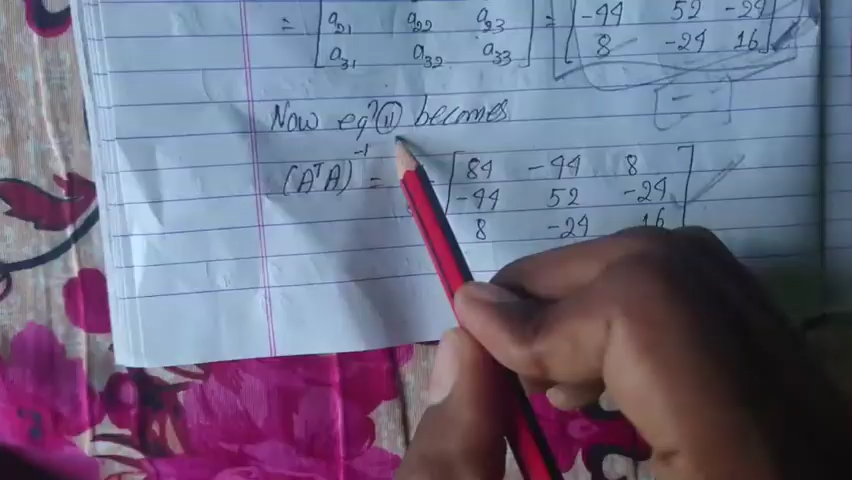 = [a₂₁ a₂₂ a₂₃] = [-44 52 -24]
a₃₁ a₃₂ a₃₃ 8 -24 16
Now eqⁿ (ii) becomes
(AᵀA)⁻¹ = [84 -44 8]
-44 52 -24
8 -24 16